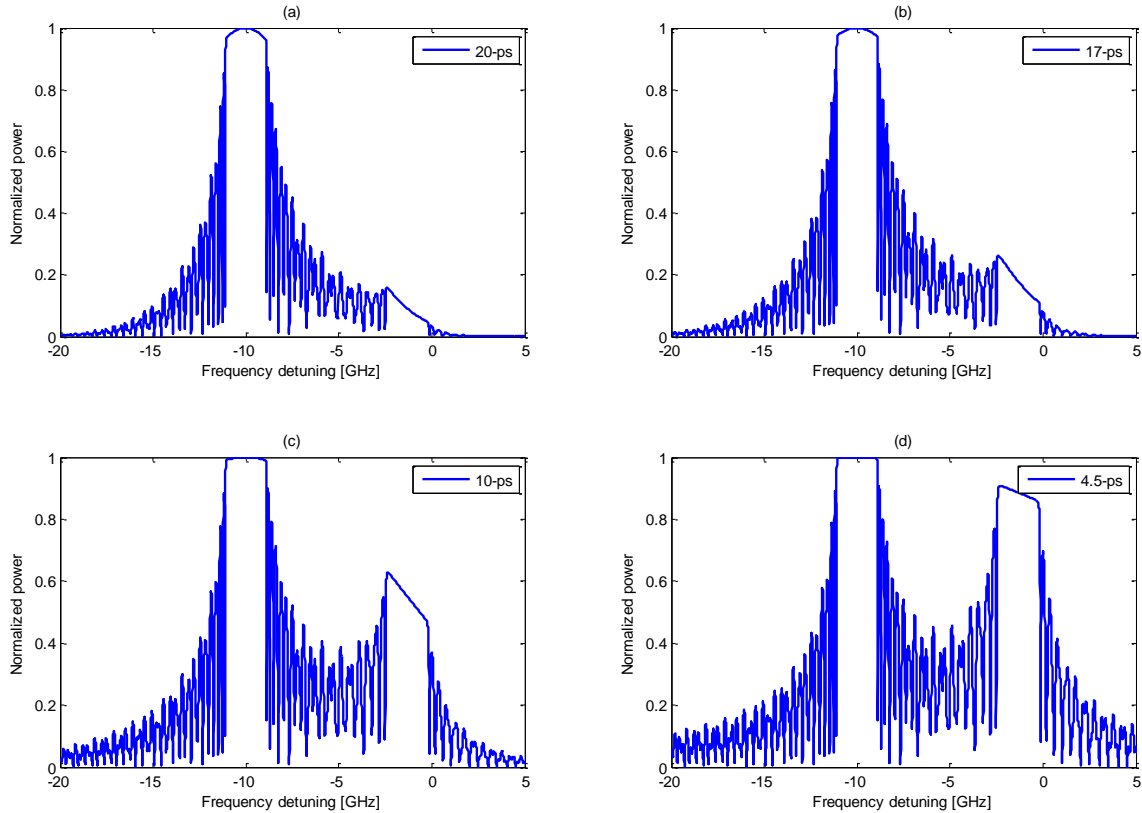 (a)
1
0.8
0.6
0.4
0.2
0
Normalized power
20-ps
-20 -15 -10 -5 0 5
Frequency detuning [GHz]
(b)
1
0.8
0.6
0.4
0.2
0
Normalized power
17-ps
-20 -15 -10 -5 0 5
Frequency detuning [GHz]
(c)
1
0.8
0.6
0.4
0.2
0
Normalized power
10-ps
-20 -15 -10 -5 0 5
Frequency detuning [GHz]
(d)
1
0.8
0.6
0.4
0.2
0
Normalized power
4.5-ps
-20 -15 -10 -5 0 5
Frequency detuning [GHz]